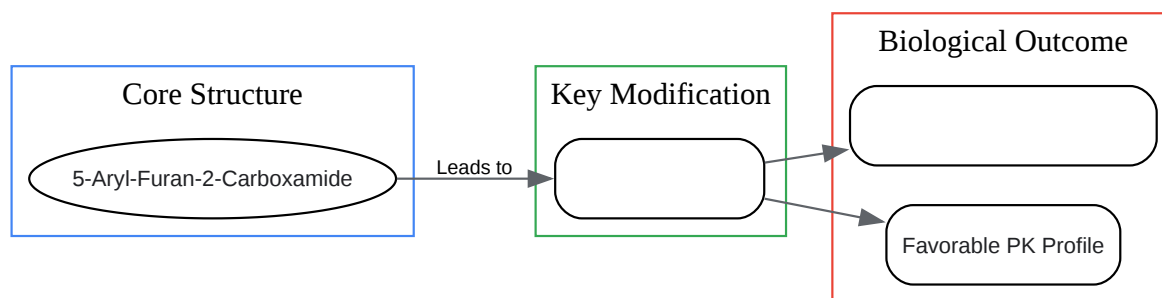 Core Structure
5-Aryl-Furan-2-Carboxamide
Leads to
Key Modification
Biological Outcome
Favorable PK Profile